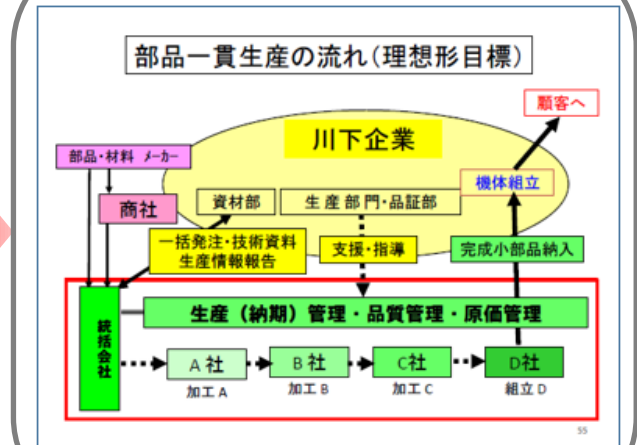 部品一貫生産の流れ(理想形目標)
顧客へ
川下企業
部品・材料 メーカー
機体組立
商社
資材部
生産部門・品証部
一括発注・技術資料
生産情報報告
支援・指導
完成小部品納入
統括会社
生産(納期)管理・品質管理・原価管理
A社
B社
C社
D社
加工A
加工B
加工C
組立D
55